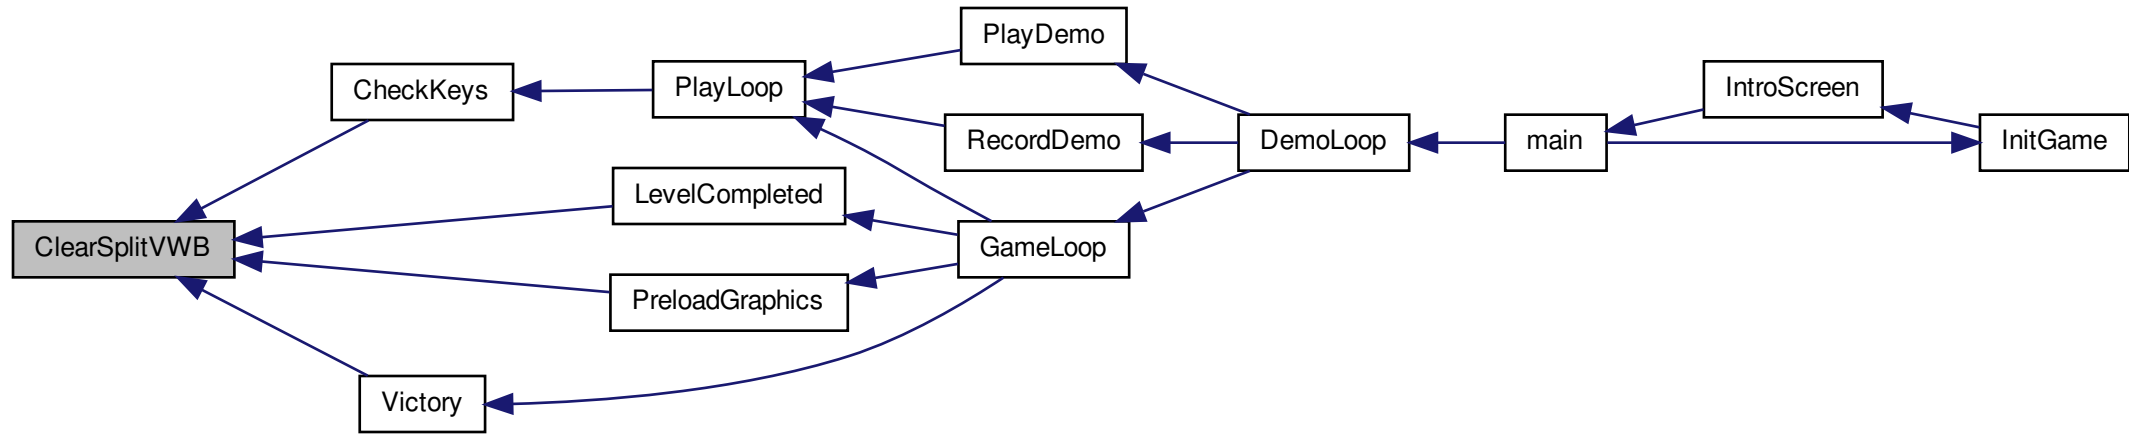 PlayDemo
CheckKeys
PlayLoop
IntroScreen
RecordDemo
DemoLoop
main
InitGame
LevelCompleted
ClearSplitVWB
GameLoop
PreloadGraphics
Victory